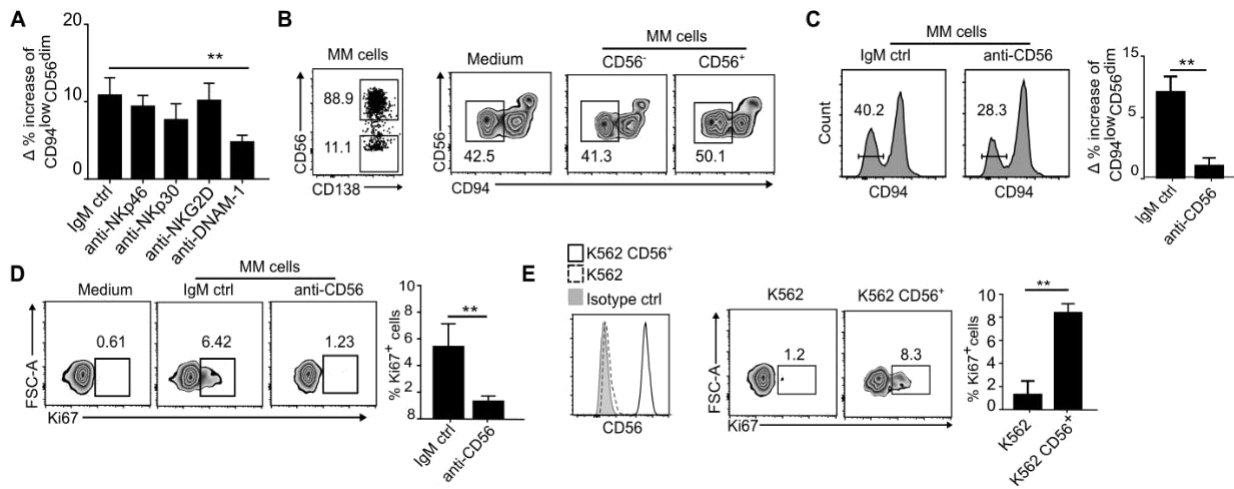 A
Δ % increase of
CD94lowCD56dim
20
10
0
**
IgM ctrl
anti-NKp46
anti-NKp30
anti-NKG2D
anti-DNAM-1
B
MM cells
88.9
11.1
CD56
CD138
Medium
MM cells
CD56-
CD56+
CD56
42.5
41.3
50.1
CD94
C
MM cells
IgM ctrl
anti-CD56
Count
40.2
28.3
CD94
CD94
Δ % increase of
CD94lowCD56dim
15
10
5
0
**
IgM ctrl
anti-CD56
D
MM cells
Medium
IgM ctrl
anti-CD56
FSC-A
0.61
6.42
1.23
Ki67
% Ki67+ cells
8
6
4
2
0
**
IgM ctrl
anti-CD56
E
K562 CD56+
K562
Isotype ctrl
CD56
K562
K562 CD56+
FSC-A
1.2
8.3
Ki67
% Ki67+ cells
10
8
6
4
2
0
**
K562
K562 CD56+